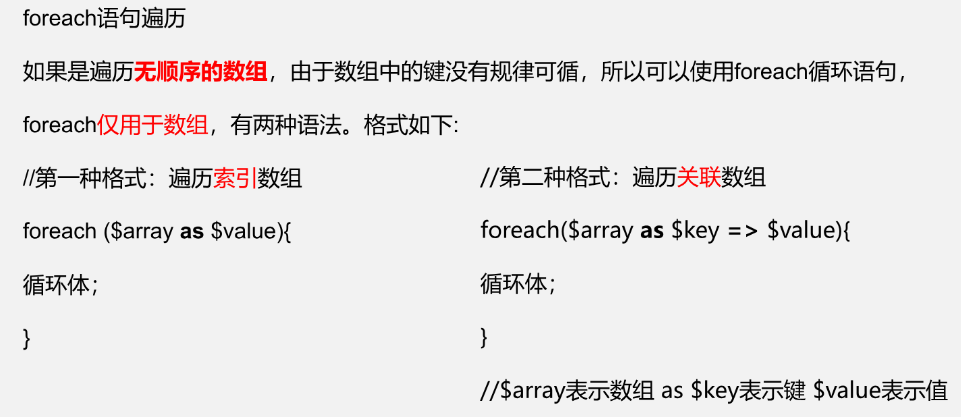 foreach语句遍历
如果是遍历无顺序的数组，由于数组中的键没有规律可循，所以可以使用foreach循环语句，
foreach仅用于数组，有两种语法。格式如下:
//第一种格式：遍历索引数组
foreach ($array as $value){
循环体；
}
//第二种格式：遍历关联数组
foreach($array as $key => $value){
循环体；
}
//$array表示数组 as $key表示键 $value表示值